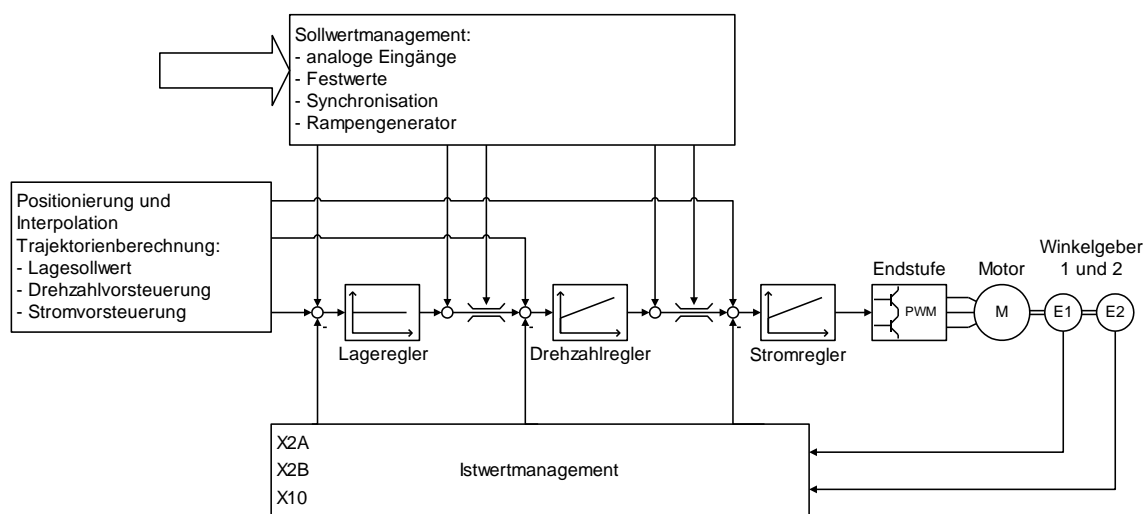 Sollwertmanagement:
- analoge Eingänge
- Festwerte
- Synchronisation
- Rampengenerator
Positionierung und
Interpolation
Trajektorienberechnung:
- Lagesollwert
- Drehzahlvorsteuerung
- Stromvorsteuerung
Lageregler
Drehzahlregler
Stromregler
Endstufe
PWM
Motor
M
Winkelgeber
1 und 2
E1
E2
-
-
-
X2A
X2B
X10
Istwertmanagement